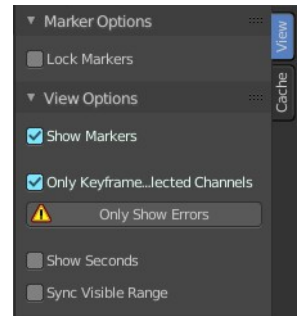 Marker Options
Lock Markers
View Options
Show Markers
Only Keyframe...lected Channels
Only Show Errors
Show Seconds
Sync Visible Range
View
Cache